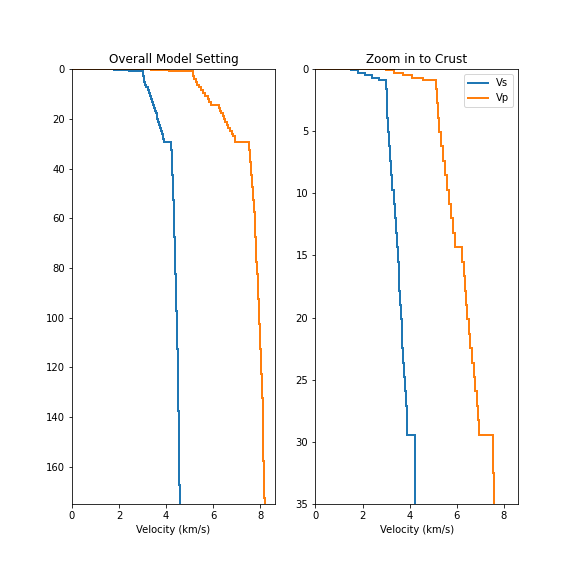 Overall Model Setting
0
20
40
60
80
100
120
140
160
0 2 4 6 8
Velocity (km/s)
Zoom in to Crust
Vs
Vp
0
5
10
15
20
25
30
35
0 2 4 6 8
Velocity (km/s)